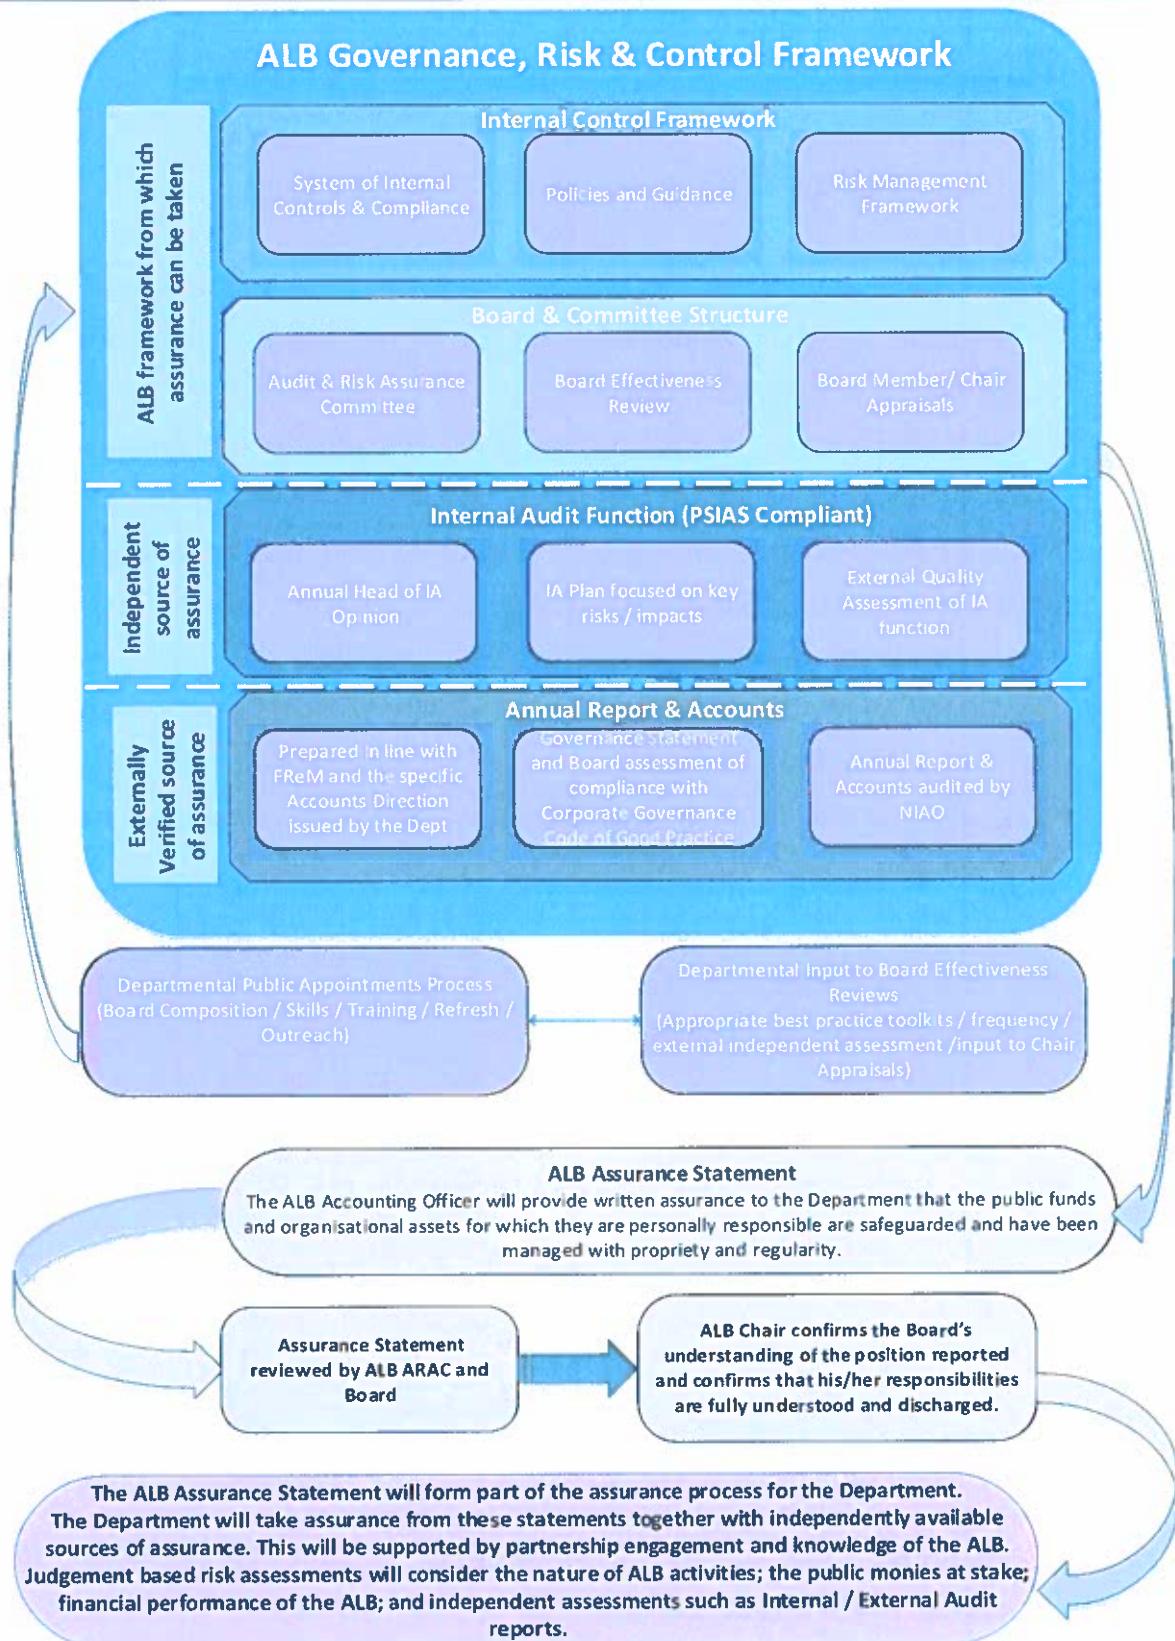 ALB Governance, Risk & Control Framework
ALB framework from which
assurance can be taken
Internal Control Framework
System of Internal
Controls & Compliance
Policies and Guidance
Risk Management
Framework
Board & Committee Structure
Audit & Risk Assurance
Committee
Board Effectiveness
Review
Board Member/ Chair
Appraisals
Independent
source of
assurance
Internal Audit Function (PSIAS Compliant)
Annual Head of IA
Opinion
IA Plan focused on key
risks / impacts
External Quality
Assessment of IA
function
Externally
Verified source
of assurance
Annual Report & Accounts
Prepared in line with
FReM and the specific
Accounts Direction
issued by the Dept
Governance Statement
and Board assessment of
compliance with
Corporate Governance
Code of Good Practice
Annual Report &
Accounts audited by
NIAO
Departmental Public Appointments Process
(Board Composition / Skills / Training / Refresh /
Outreach)
Departmental Input to Board Effectiveness
Reviews
(Appropriate best practice toolkits / frequency /
external independent assessment /input to Chair
Appraisals)
ALB Assurance Statement
The ALB Accounting Officer will provide written assurance to the Department that the public funds
and organisational assets for which they are personally responsible are safeguarded and have been
managed with propriety and regularity.
Assurance Statement
reviewed by ALB ARAC and
Board
ALB Chair confirms the Board's
understanding of the position reported
and confirms that his/her responsibilities
are fully understood and discharged.
The ALB Assurance Statement will form part of the assurance process for the Department.
The Department will take assurance from these statements together with independently available
sources of assurance. This will be supported by partnership engagement and knowledge of the ALB.
Judgement based risk assessments will consider the nature of ALB activities; the public monies at stake;
financial performance of the ALB; and independent assessments such as Internal / External Audit
reports.